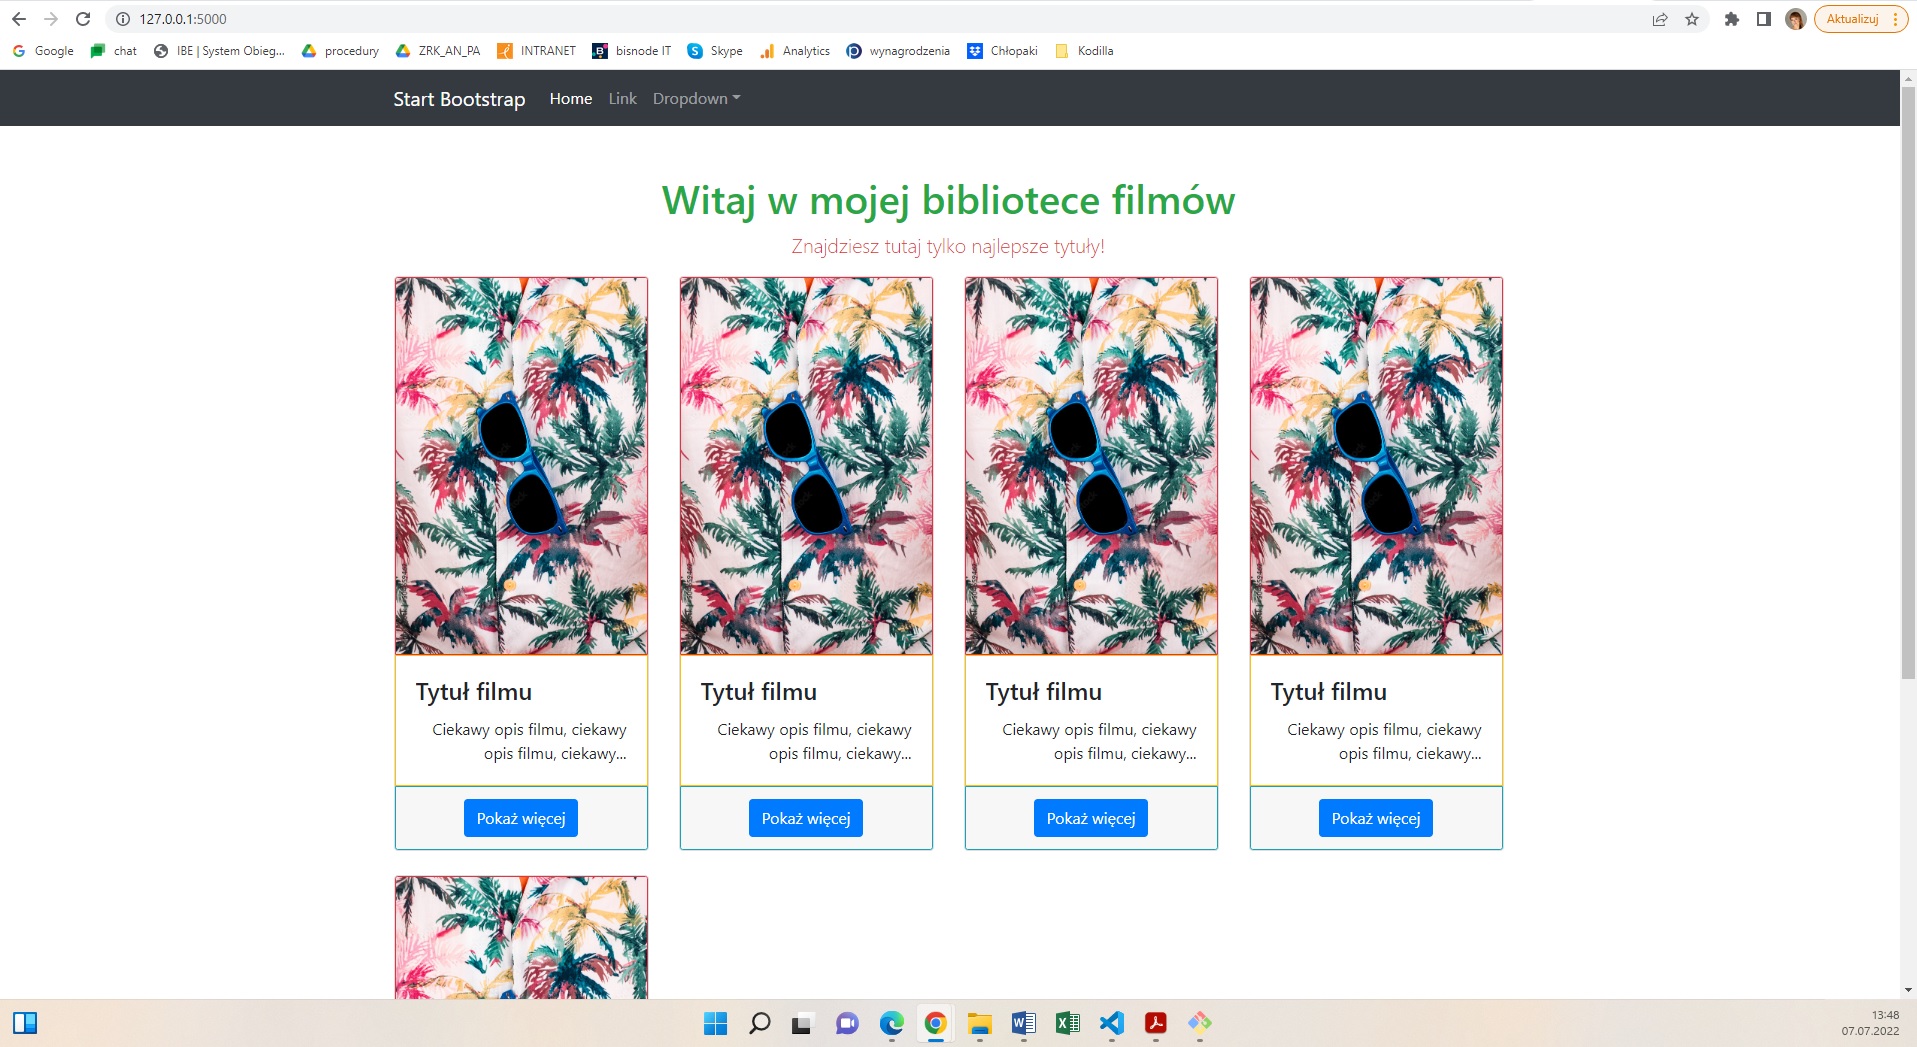 127.0.0.1:5000
Aktualizuj
Google chat IBE | System Obieg... procedury ZRK_AN_PA INTRANET bisnode IT Skype Analytics wynagrodzenia Chłopaki Kodilla
Start Bootstrap Home Link Dropdown
Witaj w mojej bibliotece filmów
Znajdziesz tutaj tylko najlepsze tytuły!
Tytuł filmu
Ciekawy opis filmu, ciekawy
opis filmu, ciekawy...
Pokaż więcej
Tytuł filmu
Ciekawy opis filmu, ciekawy
opis filmu, ciekawy...
Pokaż więcej
Tytuł filmu
Ciekawy opis filmu, ciekawy
opis filmu, ciekawy...
Pokaż więcej
Tytuł filmu
Ciekawy opis filmu, ciekawy
opis filmu, ciekawy...
Pokaż więcej
13:48
07.07.2022